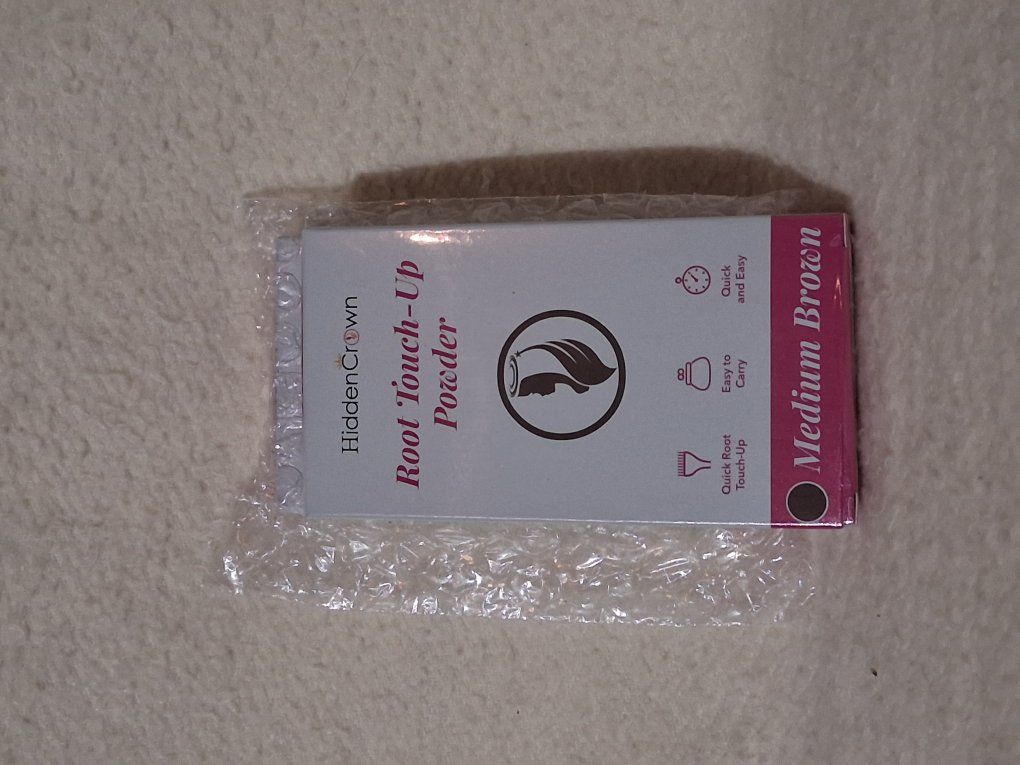 HiddenCrown
Root Touch-Up
Powder
Quick Root
Touch-Up
Easy to
Carry
Quick
and Easy
Medium Brown